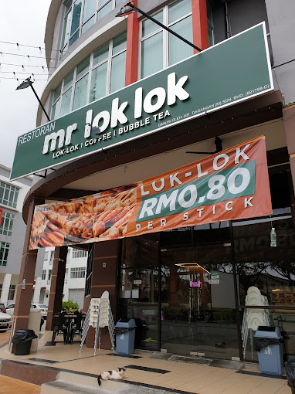 RESTORAN
mr lok lok
LOK-LOK | COFFEE | BUBBLE TEA
LOK-LOK
RM0.80
PER STICK